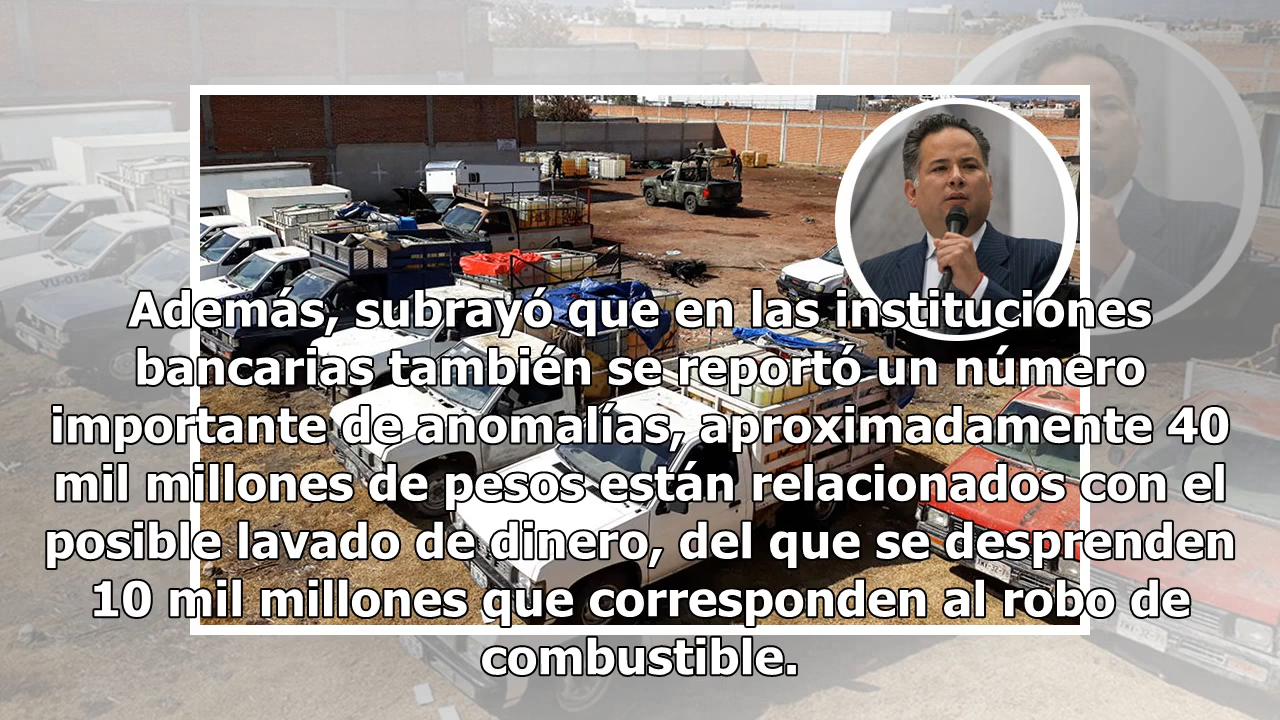 Además, subrayó que en las instituciones
bancarias también se reportó un número
importante de anomalías, aproximadamente 40
mil millones de pesos están relacionados con el
posible lavado de dinero, del que se desprenden
10 mil millones que corresponden al robo de
combustible.